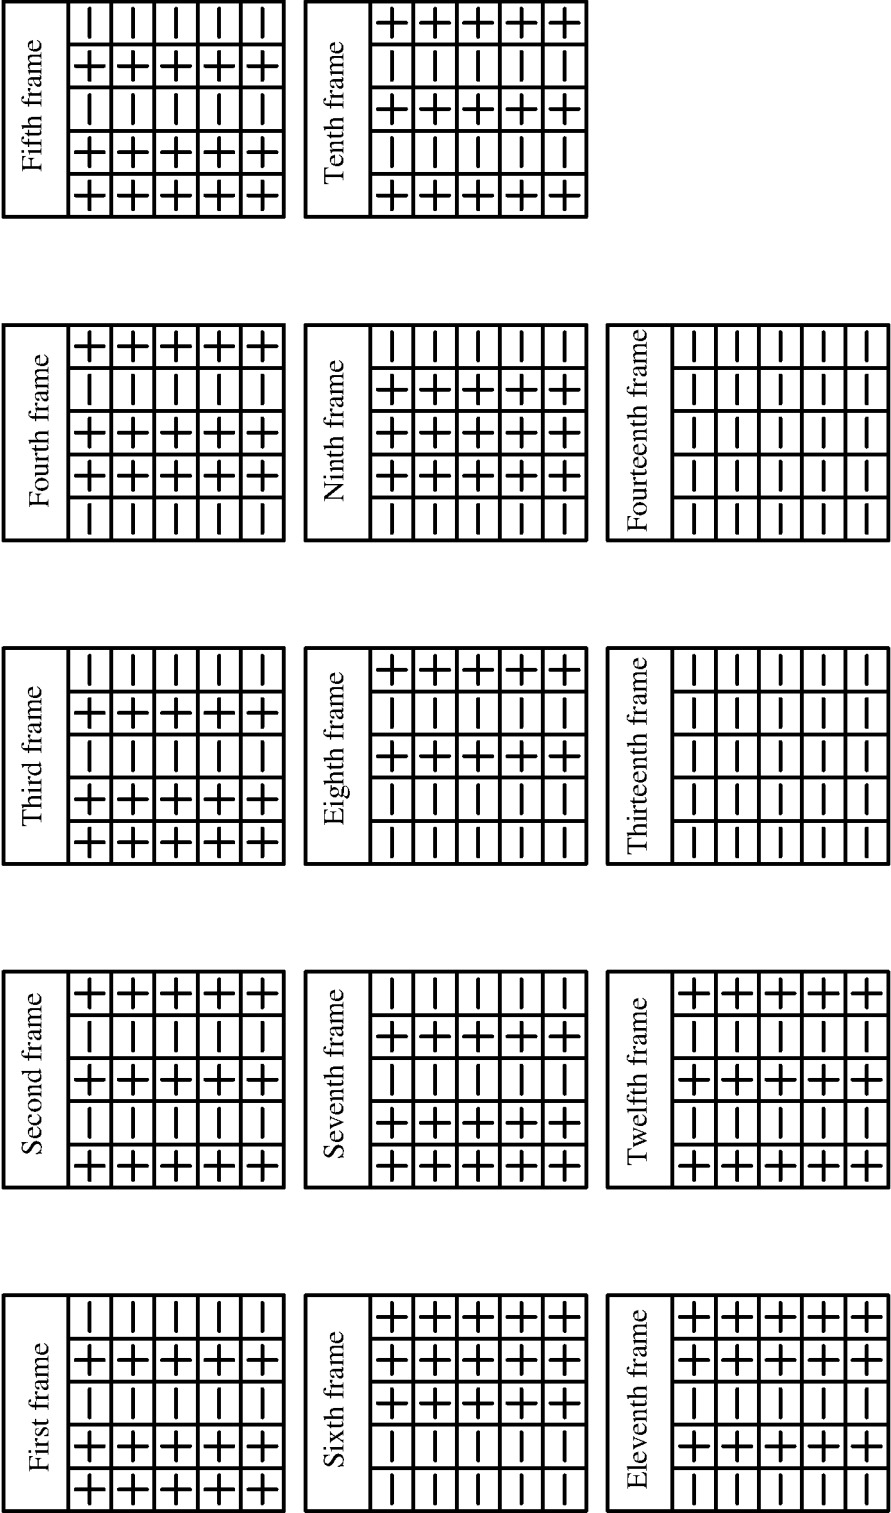 First frame
+ + − + −
+ + − + −
+ + − + −
+ + − + −
+ + − + −
Second frame
+ − + − +
+ − + − +
+ − + − +
+ − + − +
+ − + − +
Third frame
+ + − + −
+ + − + −
+ + − + −
+ + − + −
+ + − + −
Fourth frame
− + + − +
− + + − +
− + + − +
− + + − +
− + + − +
Fifth frame
+ + − + −
+ + − + −
+ + − + −
+ + − + −
+ + − + −
Sixth frame
− − + + +
− − + + +
− − + + +
− − + + +
− − + + +
Seventh frame
+ + − + −
+ + − + −
+ + − + −
+ + − + −
+ + − + −
Eighth frame
− − + − +
− − + − +
− − + − +
− − + − +
− − + − +
Ninth frame
− + + + −
− + + + −
− + + + −
− + + + −
− + + + −
Tenth frame
+ − + − +
+ − + − +
+ − + − +
+ − + − +
+ − + − +
Eleventh frame
− + − + +
− + − + +
− + − + +
− + − + +
− + − + +
Twelfth frame
+ − + − +
+ − + − +
+ − + − +
+ − + − +
+ − + − +
Thirteenth frame
− − − − −
− − − − −
− − − − −
− − − − −
− − − − −
Fourteenth frame
− − − − −
− − − − −
− − − − −
− − − − −
− − − − −